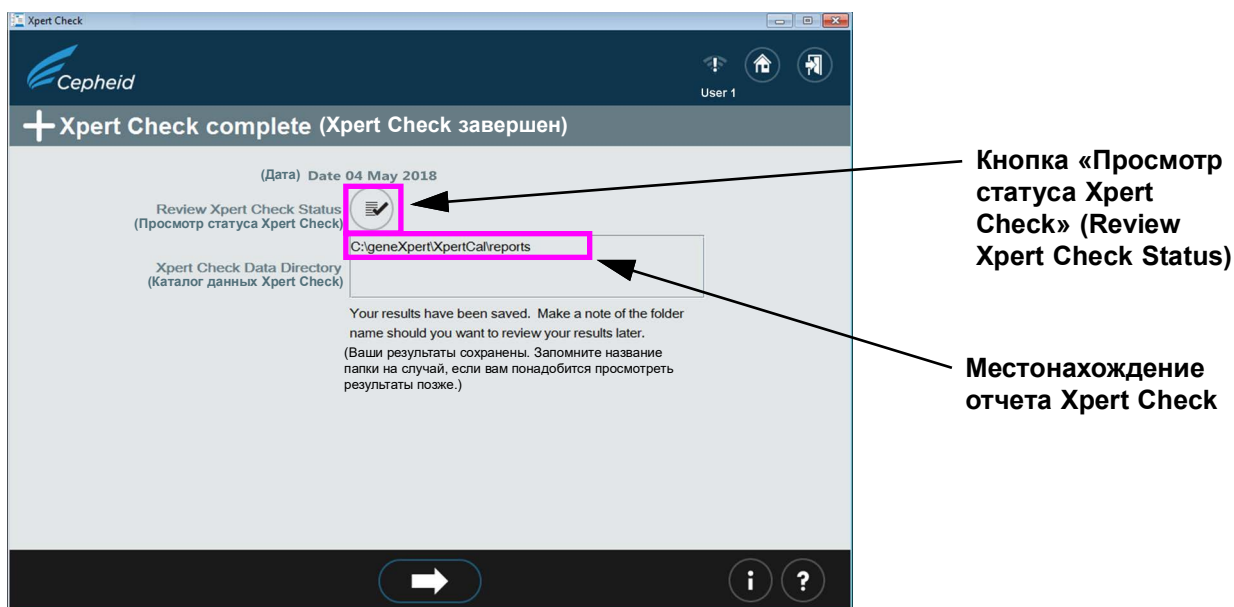 Xpert Check
Cepheid
User 1
Xpert Check complete (Xpert Check завершен)
(Дата) Date 04 May 2018
Review Xpert Check Status
(Просмотр статуса Xpert Check)
C:\geneXpert\XpertCal\reports
Xpert Check Data Directory
(Каталог данных Xpert Check)
Your results have been saved. Make a note of the folder
name should you want to review your results later.
(Ваши результаты сохранены. Запомните название
папки на случай, если вам понадобится просмотреть
результаты позже.)
i ?
Кнопка «Просмотр
статуса Xpert
Check» (Review
Xpert Check Status)
Местонахождение
отчета Xpert Check